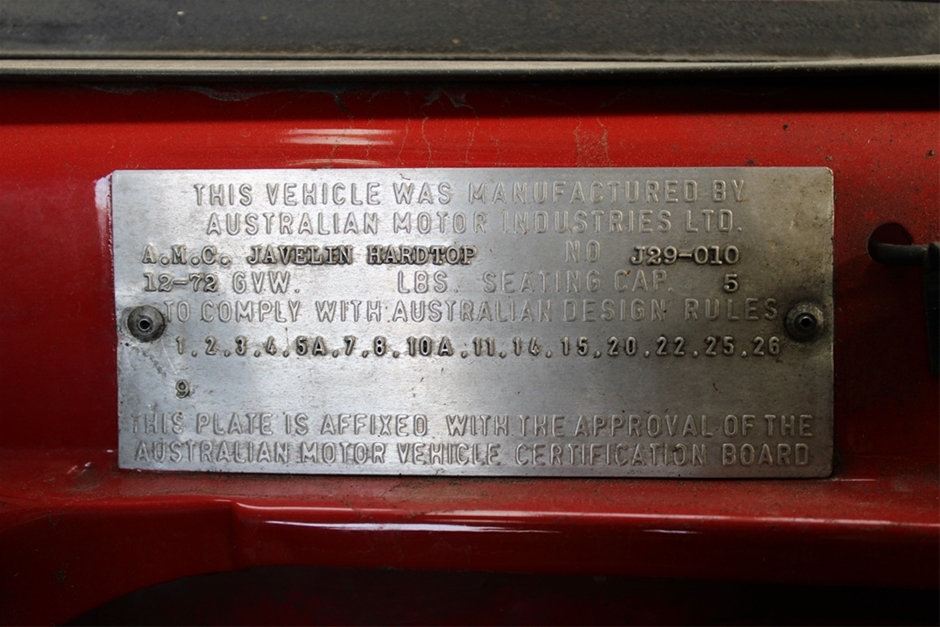 THIS VEHICLE WAS MANUFACTURED BY
AUSTRALIAN MOTOR INDUSTRIES LTD.
A.M.C. JAVELIN HARDTOP NO J29-010
12-72 GVW. LBS. SEATING CAP. 5
TO COMPLY WITH AUSTRALIAN DESIGN RULES
1,2,3,4,5A,7,8,10A,11,14,15,20,22,25,26
9
THIS PLATE IS AFFIXED WITH THE APPROVAL OF THE
AUSTRALIAN MOTOR VEHICLE CERTIFICATION BOARD